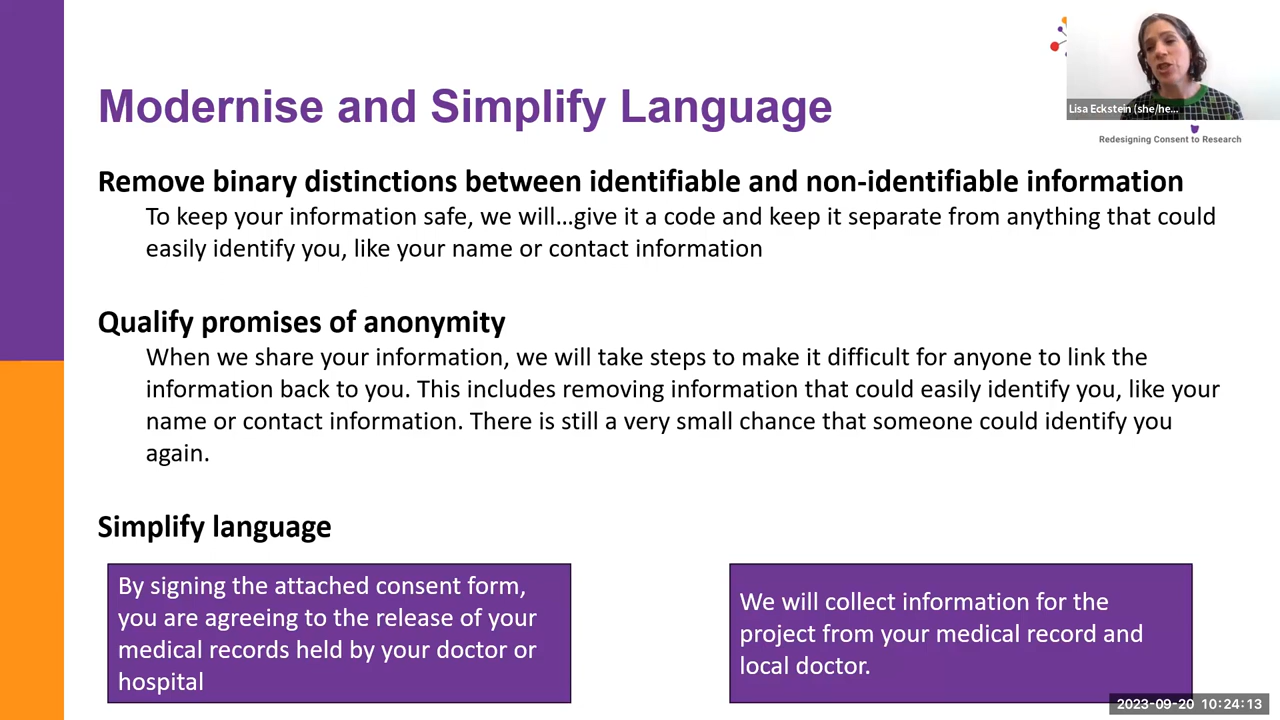 Modernise and Simplify Language
Lisa Eckstein (she/he...
Redesigning Consent to Research
Remove binary distinctions between identifiable and non-identifiable information
To keep your information safe, we will…give it a code and keep it separate from anything that could
easily identify you, like your name or contact information
Qualify promises of anonymity
When we share your information, we will take steps to make it difficult for anyone to link the
information back to you. This includes removing information that could easily identify you, like your
name or contact information. There is still a very small chance that someone could identify you
again.
Simplify language
By signing the attached consent form,
you are agreeing to the release of your
medical records held by your doctor or
hospital
We will collect information for the
project from your medical record and
local doctor.
2023-09-20 10:24:13